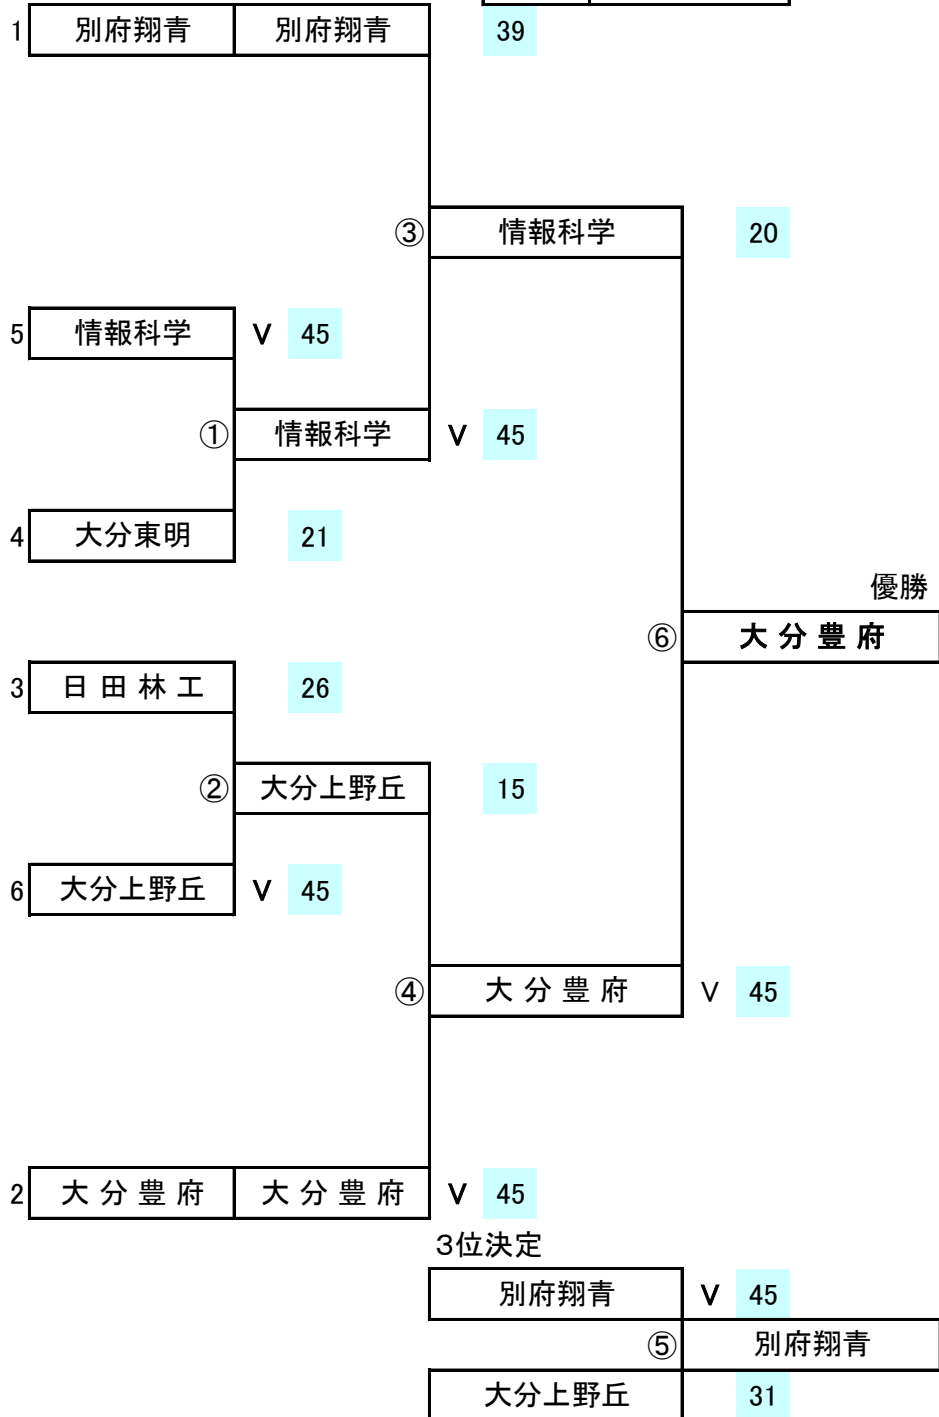 1 別府翔青 別府翔青 39
③ 情報科学 20
5 情報科学 V 45
① 情報科学 V 45
4 大分東明 21
優勝
⑥ 大分豊府
3 日田林工 26
② 大分上野丘 15
6 大分上野丘 V 45
④ 大分豊府 V 45
2 大分豊府 大分豊府 V 45
3位決定
別府翔青 V 45
⑤ 別府翔青
大分上野丘 31